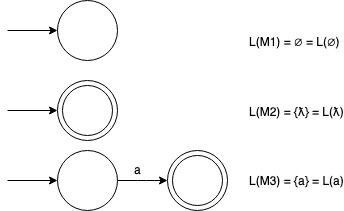 L(M1) = ∅ = L(∅)
L(M2) = {ƛ} = L(ƛ)
a
L(M3) = {a} = L(a)